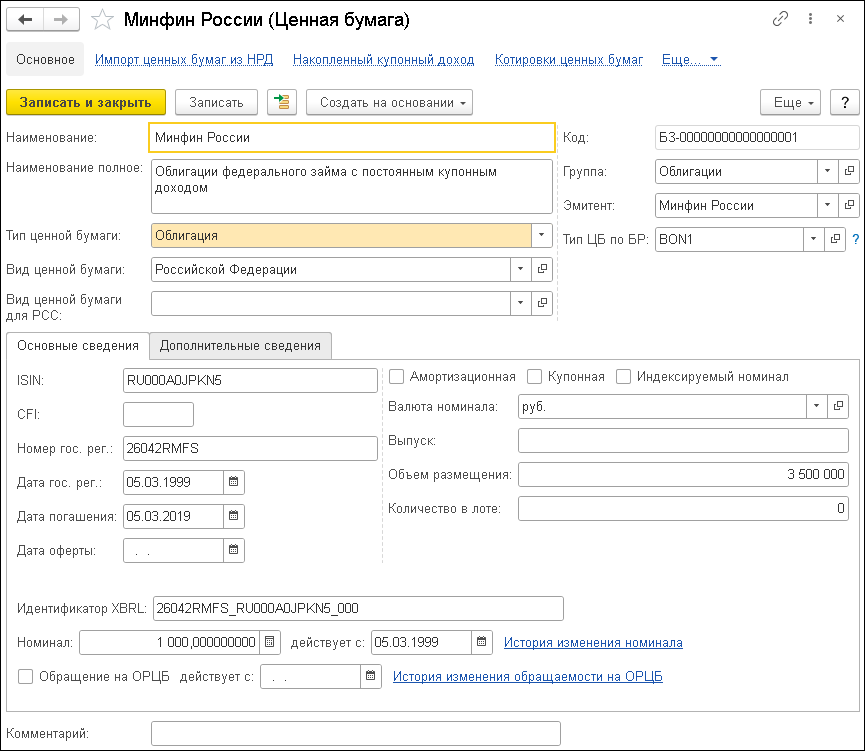 Минфин России (Ценная бумага)
Основное Импорт ценных бумаг из НРД Накопленный купонный доход Котировки ценных бумаг Еще...
Записать и закрыть Записать Создать на основании Еще ?
Наименование: Минфин России Код: БЗ-00000000000000001
Наименование полное: Облигации федерального займа с постоянным купонным
доходом
Группа: Облигации
Эмитент: Минфин России
Тип ценной бумаги: Облигация Тип ЦБ по БР: BON1 ?
Вид ценной бумаги: Российской Федерации
Вид ценной бумаги
для РСС:
Основные сведения Дополнительные сведения
ISIN: RU000A0JPKN5 Амортизационная Купонная Индексируемый номинал
CFI: Валюта номинала: руб.
Номер гос. рег.: 26042RMFS Выпуск:
Дата гос. рег.: 05.03.1999 Объем размещения: 3 500 000
Дата погашения: 05.03.2019 Количество в лоте: 0
Дата оферты: . .
Идентификатор XBRL: 26042RMFS_RU000A0JPKN5_000
Номинал: 1 000,000000000 действует с: 05.03.1999 История изменения номинала
Обращение на ОРЦБ действует с: . . История изменения обращаемости на ОРЦБ
Комментарий: